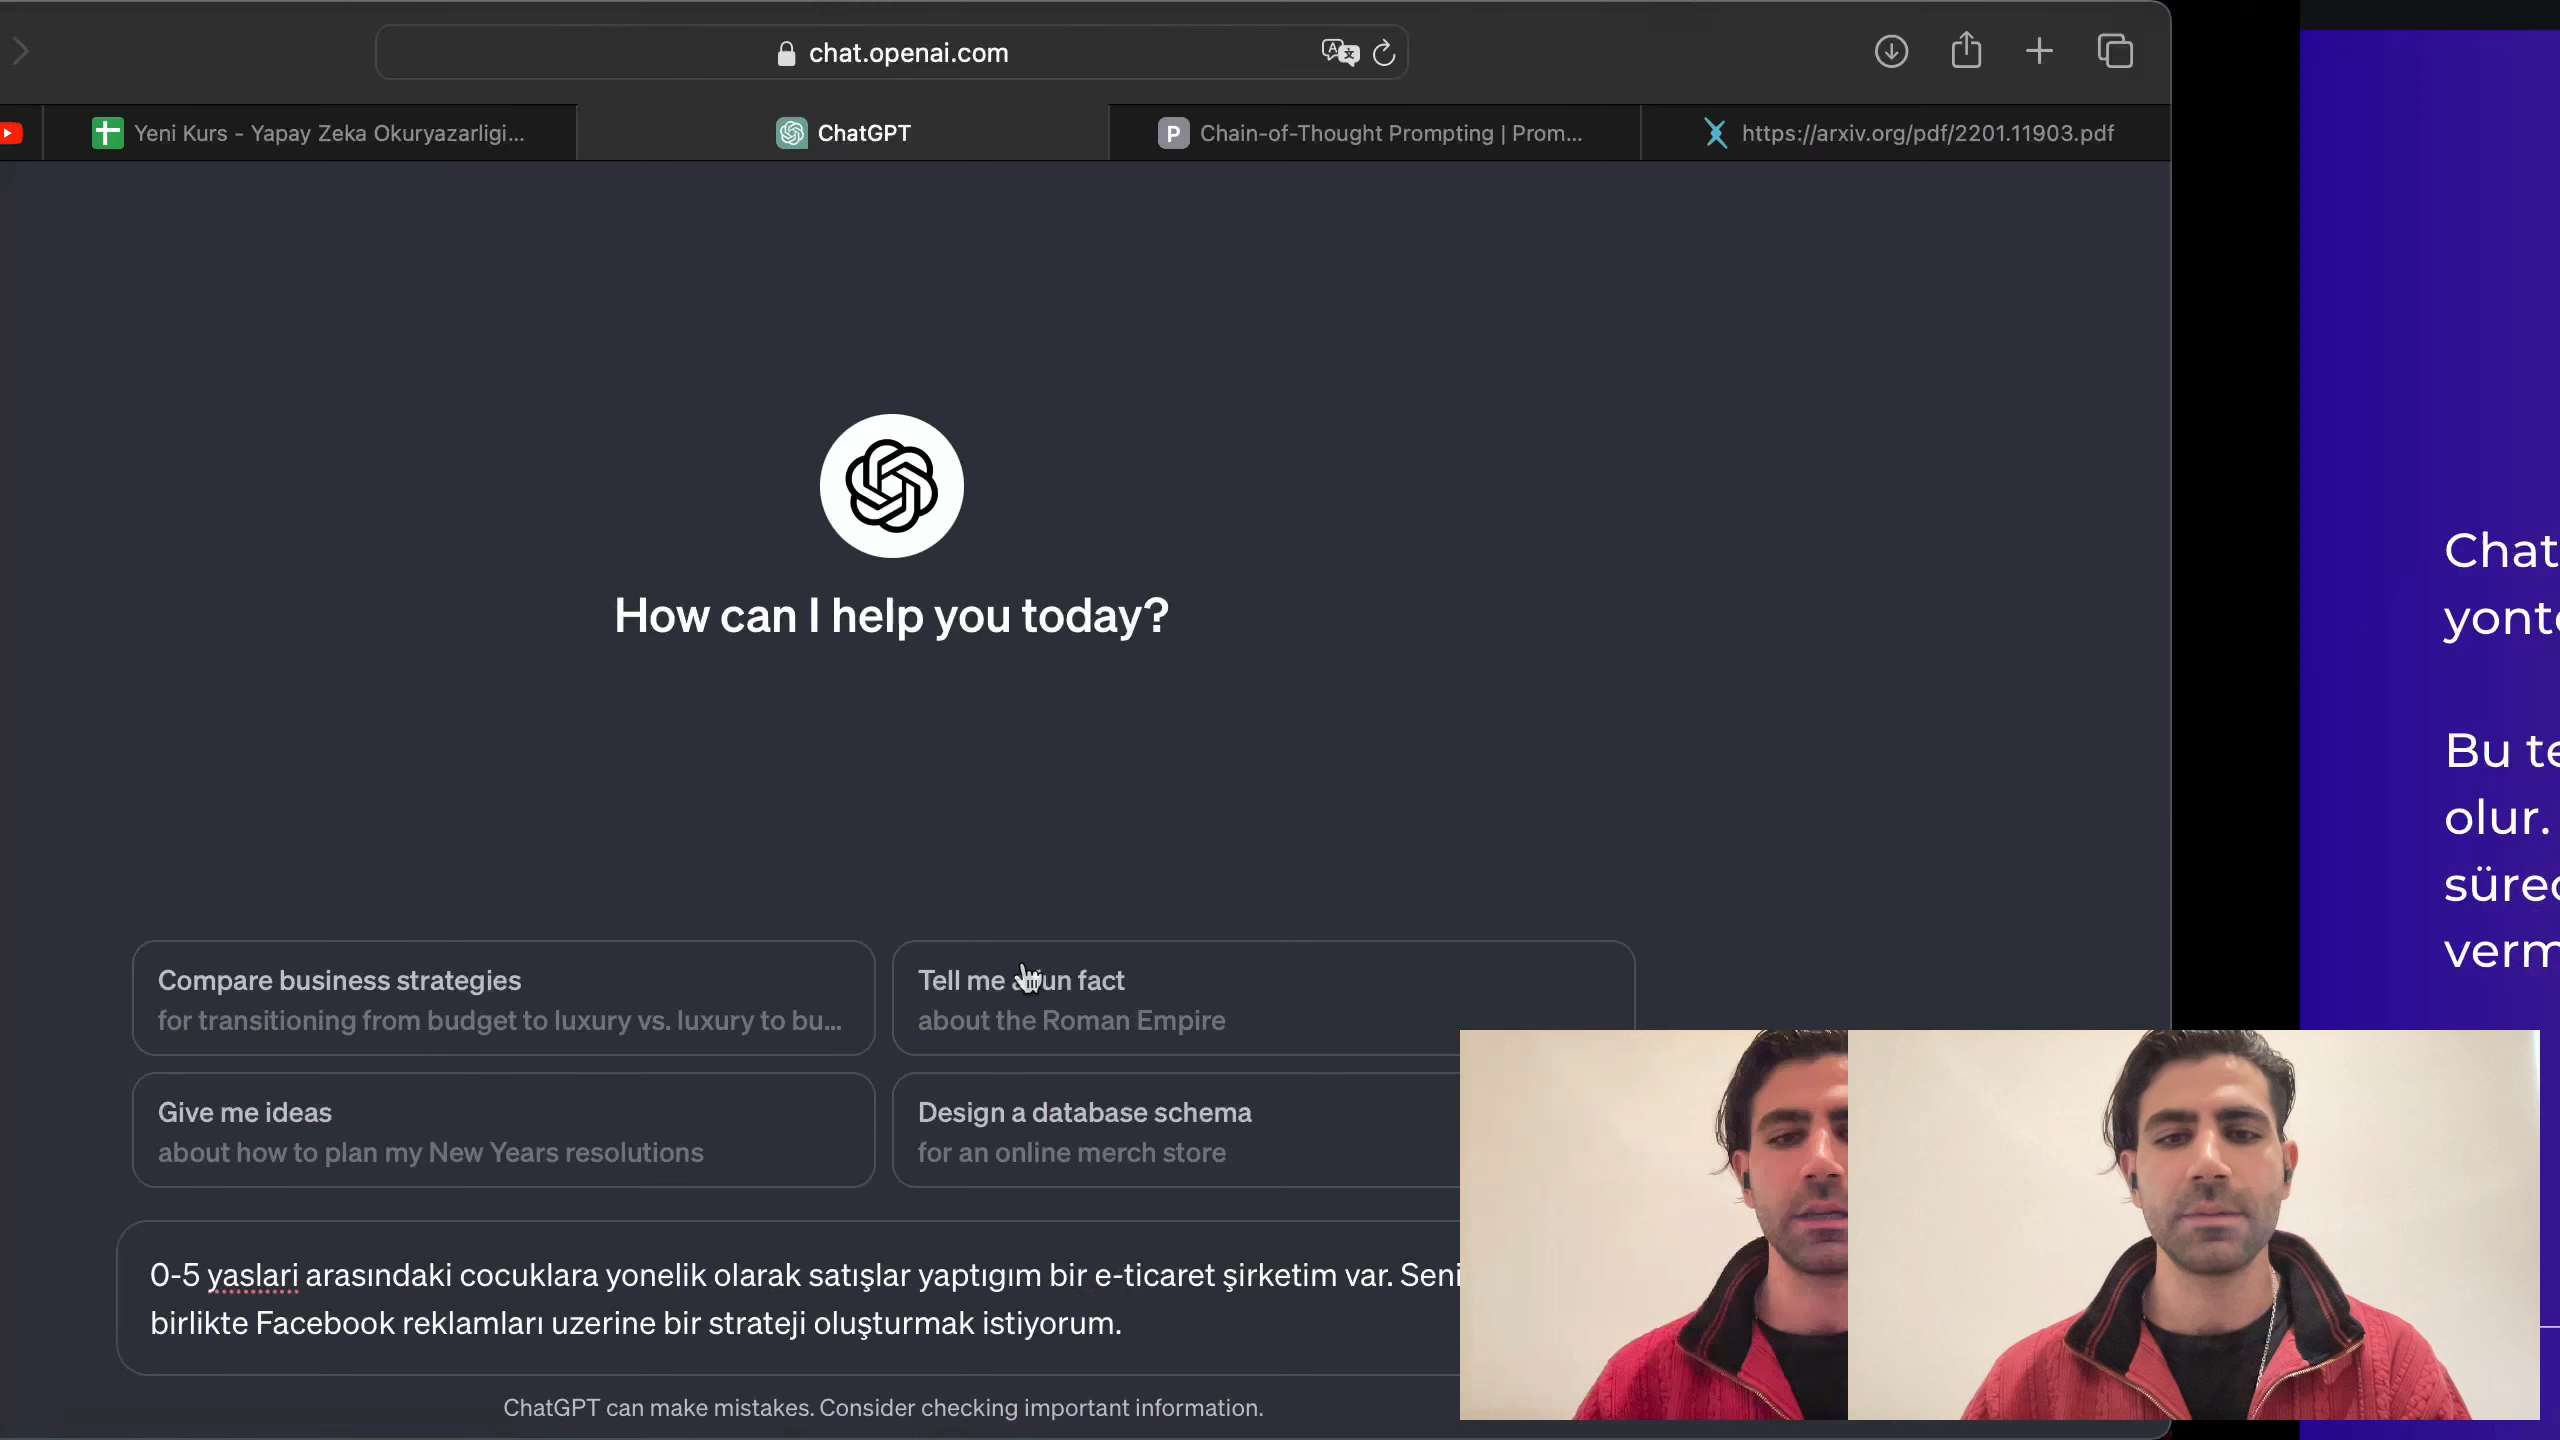 chat.openai.com
Yeni Kurs - Yapay Zeka Okuryazarligi...
ChatGPT
P Chain-of-Thought Prompting | Prom...
https://arxiv.org/pdf/2201.11903.pdf
How can I help you today?
Compare business strategies
for transitioning from budget to luxury vs. luxury to bu...
Tell me a fun fact
about the Roman Empire
Give me ideas
about how to plan my New Years resolutions
Design a database schema
for an online merch store
0-5 yaslari arasındaki cocuklara yonelik olarak satışlar yaptıgım bir e-ticaret şirketim var. Seni
birlikte Facebook reklamları uzerine bir strateji oluşturmak istiyorum.
ChatGPT can make mistakes. Consider checking important information.
Chat
Bu
olur.